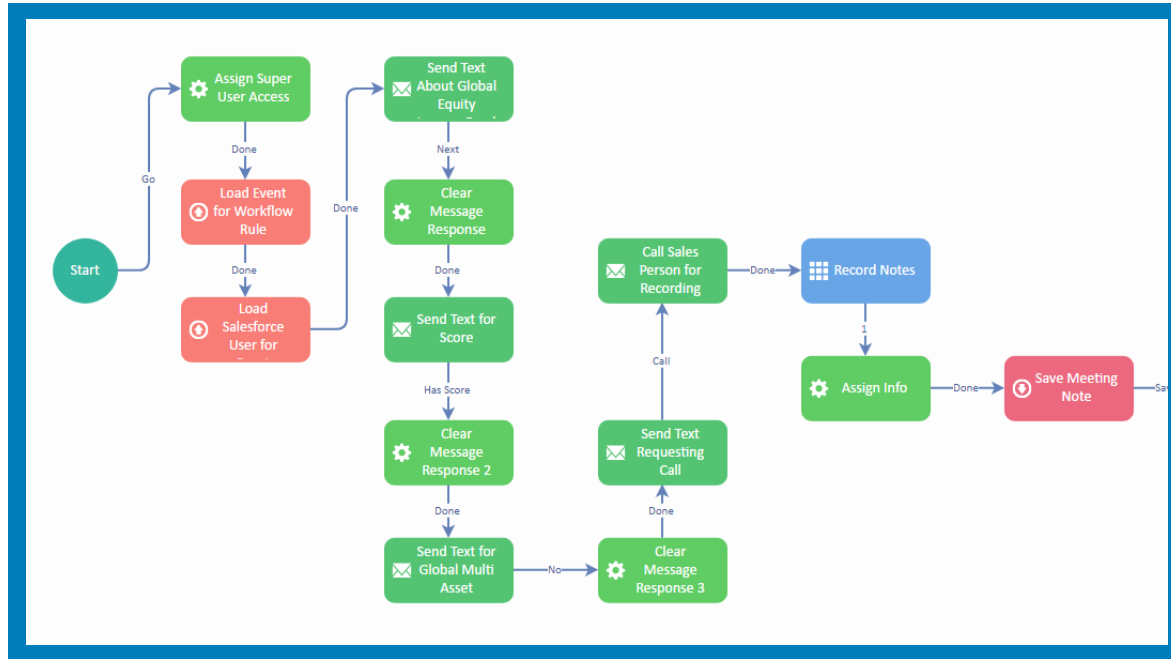 Start
Go
Assign Super
User Access
Done
Load Event
for Workflow
Rule
Done
Load
Salesforce
User for
Done
Send Text
About Global
Equity
Next
Clear
Message
Response
Done
Send Text for
Score
Has Score
Clear
Message
Response 2
Done
Send Text for
Global Multi
Asset
No
Clear
Message
Response 3
Done
Send Text
Requesting
Call
Call
Call Sales
Person for
Recording
Done
Record Notes
1
Assign Info
Done
Save Meeting
Note